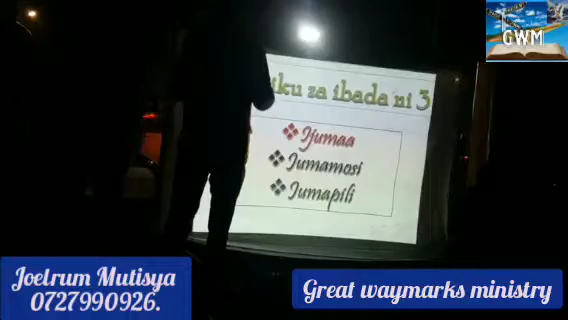 GWM
iku za ibada ni 3
Ijumaa
Jumamosi
Jumapili
Joelrum Mutisya
0727990926.
Great waymarks ministry